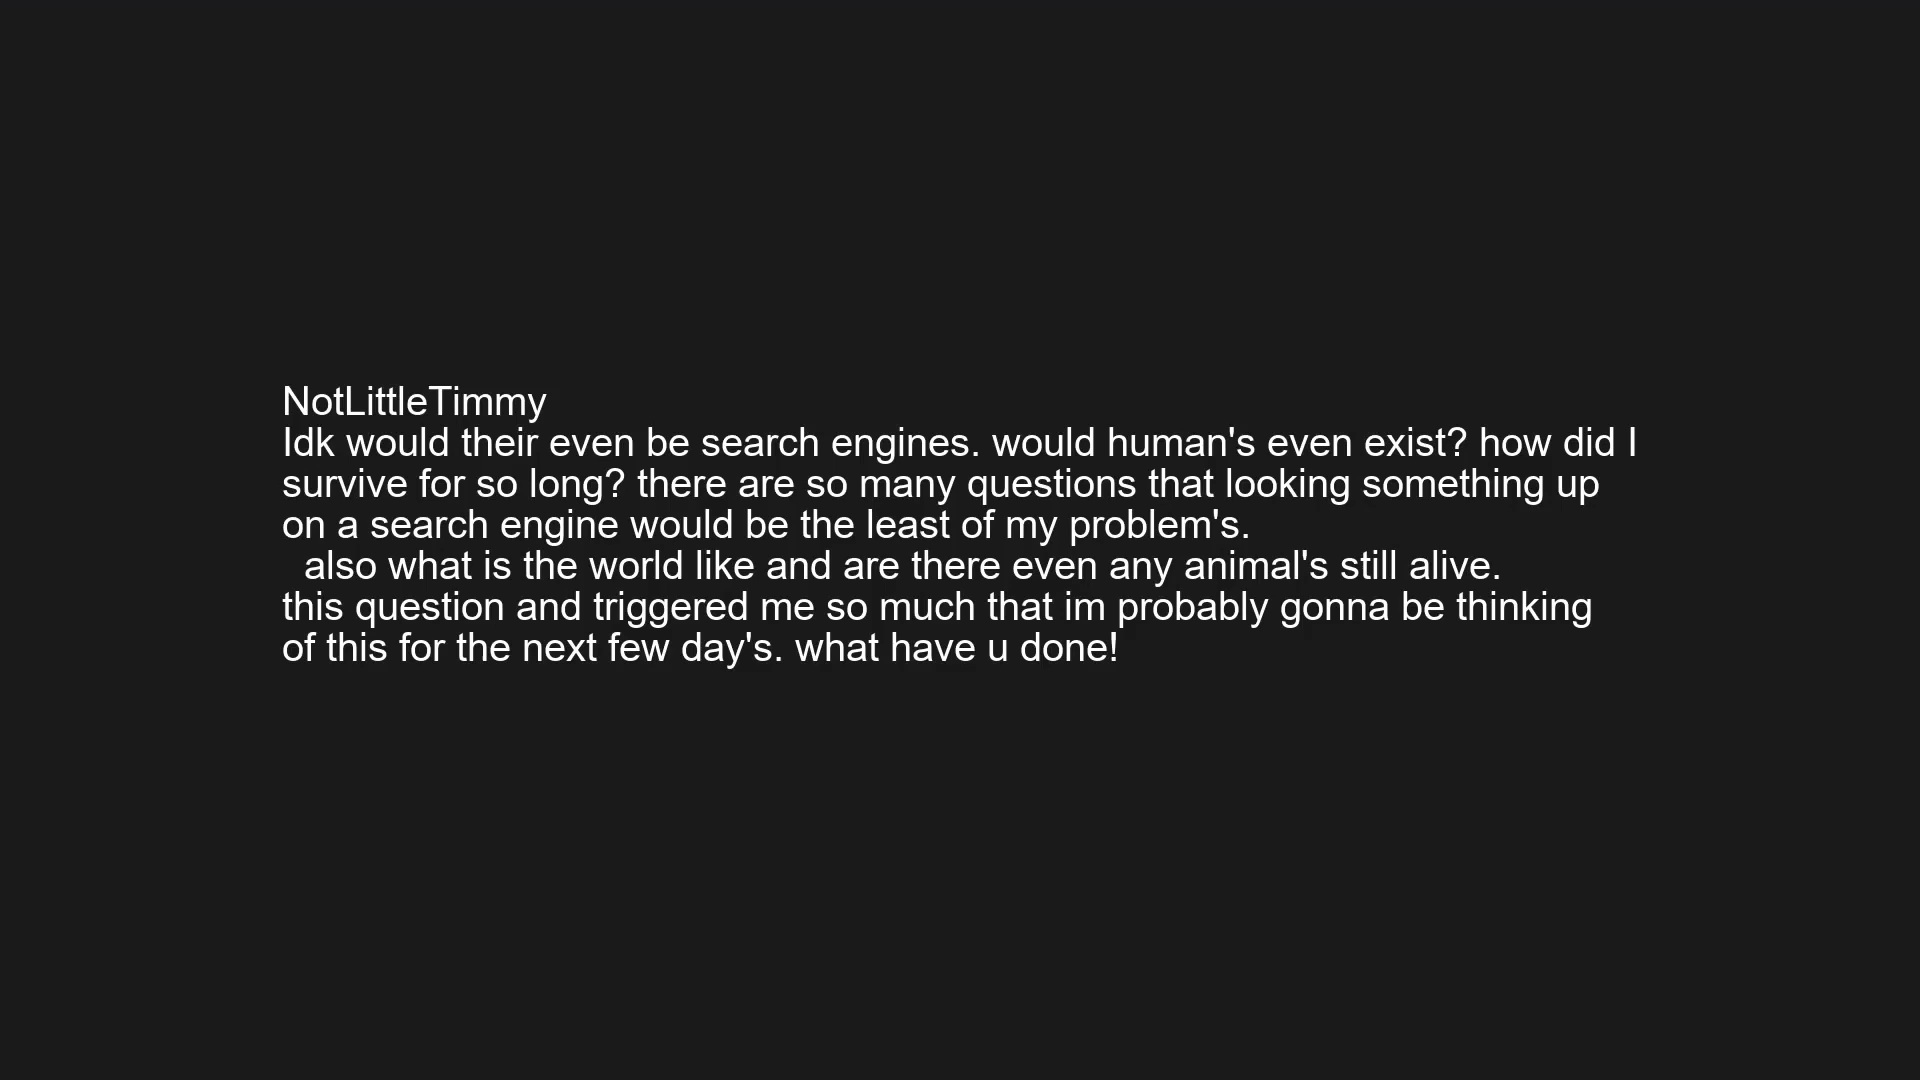 NotLittleTimmy
Idk would their even be search engines. would human's even exist? how did I
survive for so long? there are so many questions that looking something up
on a search engine would be the least of my problem's.
also what is the world like and are there even any animal's still alive.
this question and triggered me so much that im probably gonna be thinking
of this for the next few day's. what have u done!